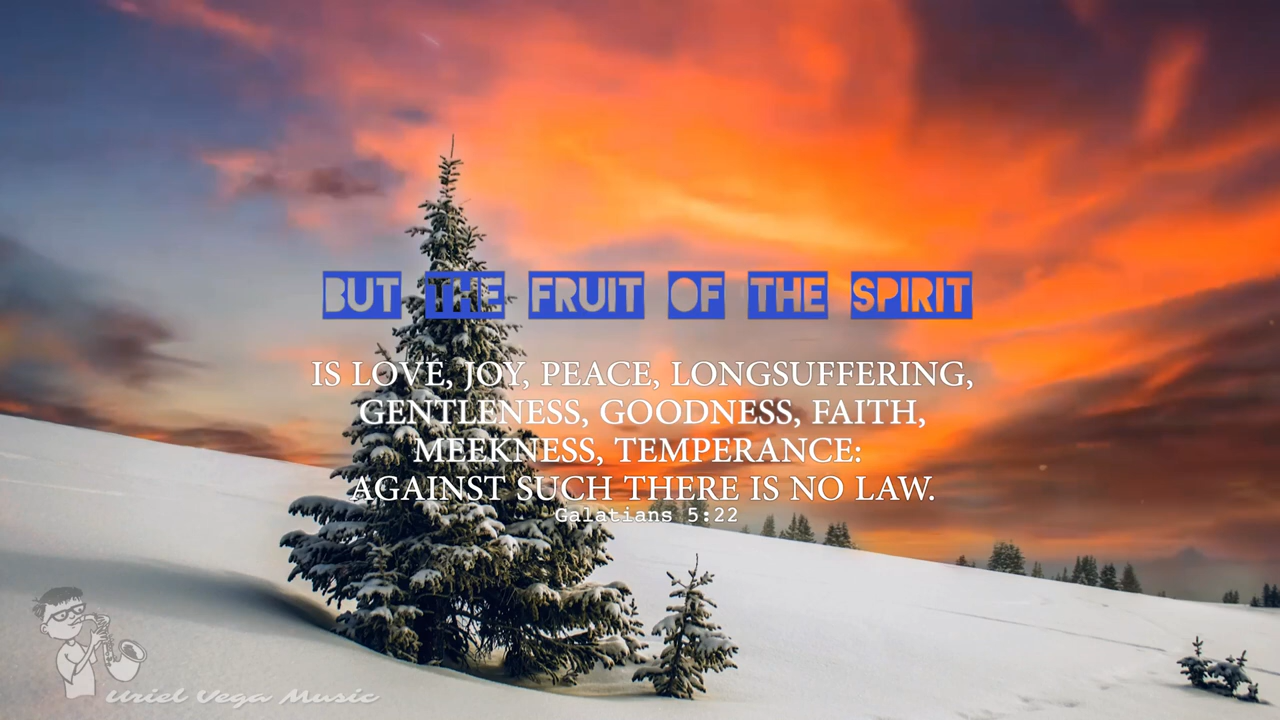 BUT THE FRUIT OF THE SPIRIT
IS LOVE, JOY, PEACE, LONGSUFFERING,
GENTLENESS, GOODNESS, FAITH,
MEEKNESS, TEMPERANCE:
AGAINST SUCH THERE IS NO LAW.
Galatians 5:22
Uriel Vega Music